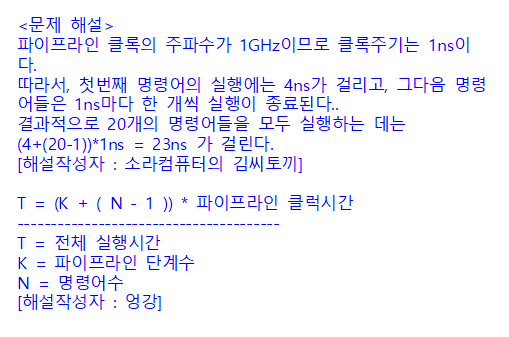 <문제 해설>
파이프라인 클록의 주파수가 1GHz이므로 클록주기는 1ns이
다.
따라서, 첫번째 명령어의 실행에는 4ns가 걸리고, 그다음 명령
어들은 1ns마다 한 개씩 실행이 종료된다..
결과적으로 20개의 명령어들을 모두 실행하는 데는
(4+(20-1))*1ns = 23ns 가 걸린다.
[해설작성자 : 소라컴퓨터의 김씨토끼]
T = (K + ( N - 1 )) * 파이프라인 클럭시간
---------------------------------------
T = 전체 실행시간
K = 파이프라인 단계수
N = 명령어수
[해설작성자 : 엉강]